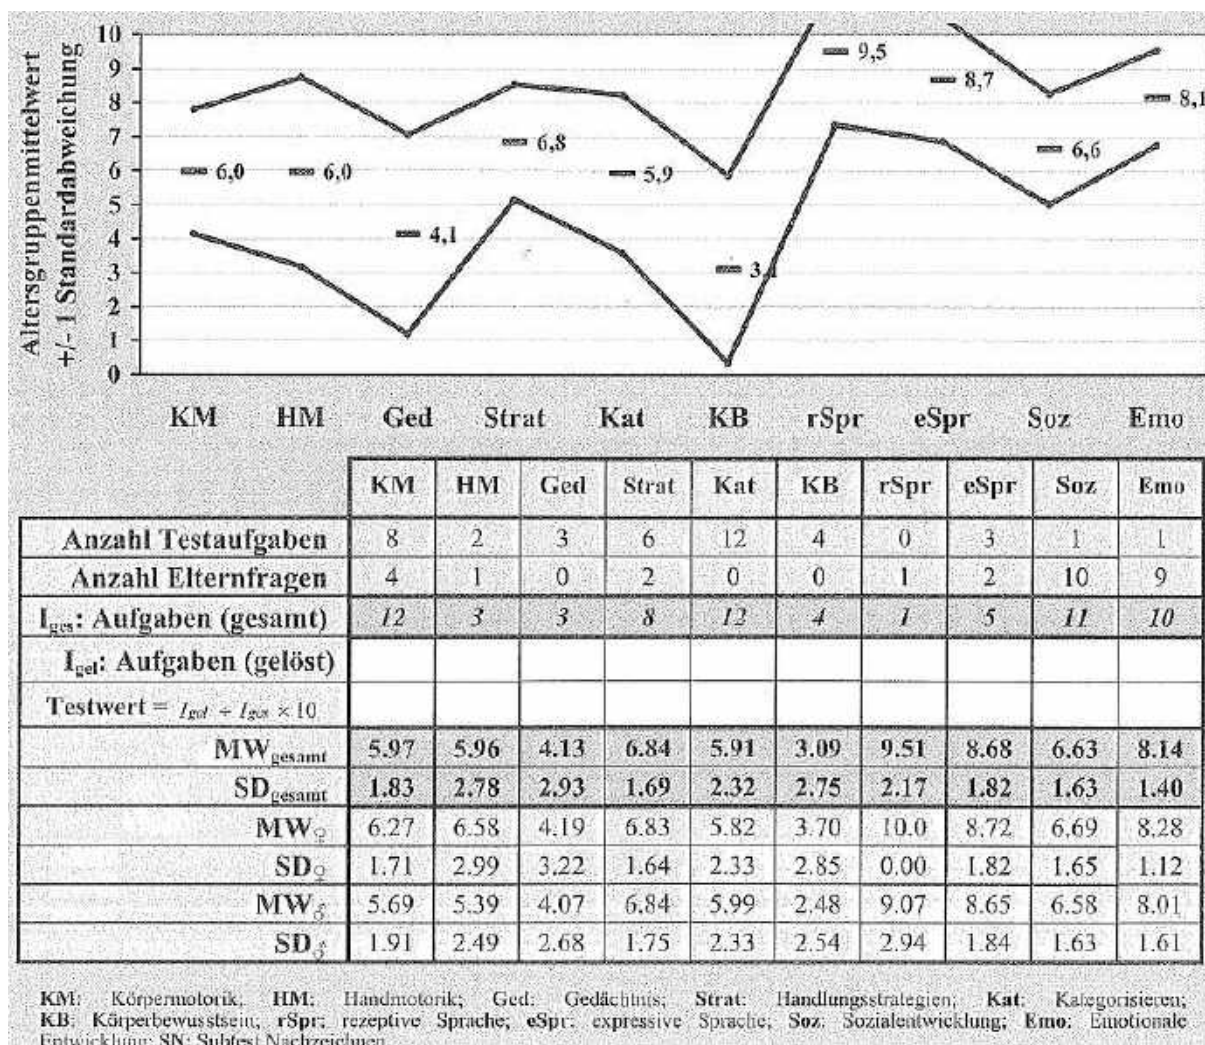 Altersgruppenmittelwert
+/- 1 Standardabweichung
10
9
8
7
6
5
4
3
2
1
0
6,0
6,0
4,1
6,8
5,9
3,1
9,5
8,7
6,6
8,1
KM HM Ged Strat Kat KB rSpr eSpr Soz Emo
KM HM Ged Strat Kat KB rSpr eSpr Soz Emo
Anzahl Testaufgaben 8 2 3 6 12 4 0 3 1 1
Anzahl Elternfragen 4 1 0 2 0 0 1 2 10 9
I_ges: Aufgaben (gesamt) 12 3 3 8 12 4 1 5 11 10
I_gel: Aufgaben (gelöst)
Testwert = I_gel ÷ I_ges × 10
MW_gesamt 5.97 5.96 4.13 6.84 5.91 3.09 9.51 8.68 6.63 8.14
SD_gesamt 1.83 2.78 2.93 1.69 2.32 2.75 2.17 1.82 1.63 1.40
MW♀ 6.27 6.58 4.19 6.83 5.82 3.70 10.0 8.72 6.69 8.28
SD♀ 1.71 2.99 3.22 1.64 2.33 2.85 0.00 1.82 1.65 1.12
MW♂ 5.69 5.39 4.07 6.84 5.99 2.48 9.07 8.65 6.58 8.01
SD♂ 1.91 2.49 2.68 1.75 2.33 2.54 2.94 1.84 1.63 1.61
KM: Körpermotorik; HM: Handmotorik; Ged: Gedächtnis; Strat: Handlungsstrategien; Kat: Kategorisieren;
KB: Körperbewusstsein; rSpr: rezeptive Sprache; eSpr: expressive Sprache; Soz: Sozialentwicklung; Emo: Emotionale
Entwicklung; SN: Subtest Nachzeichnen